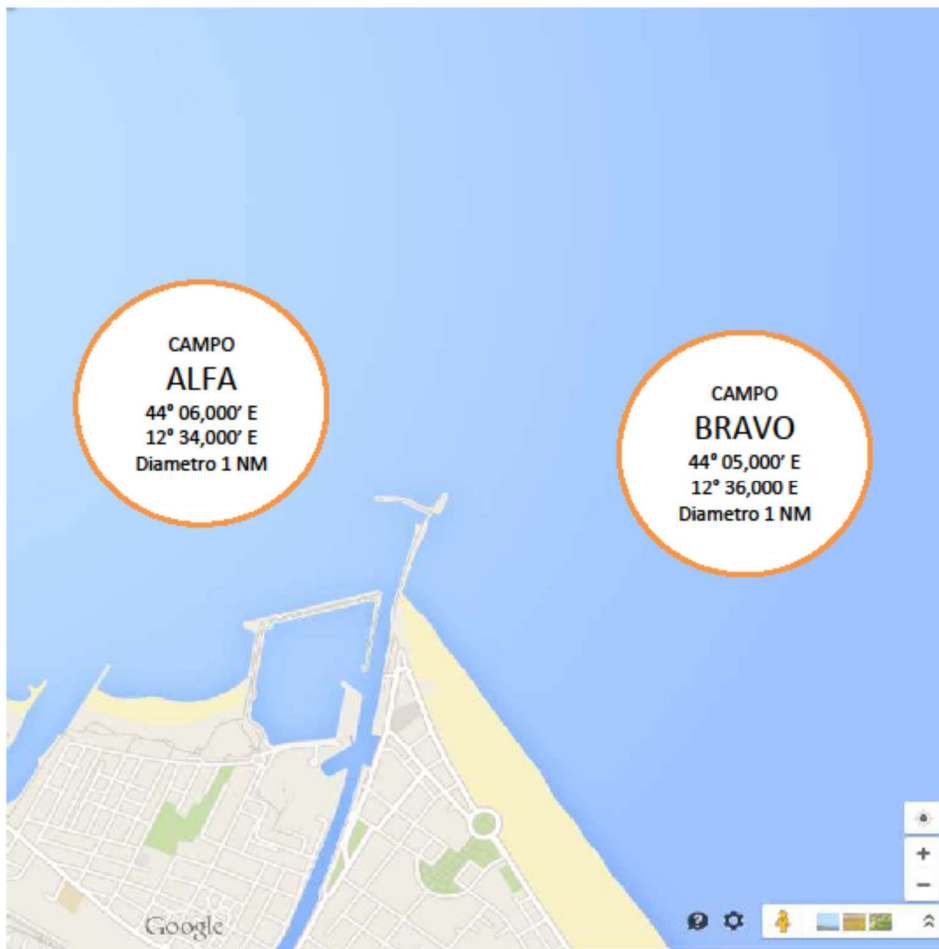 CAMPO
ALFA
44° 06,000’ E
12° 34,000’ E
Diametro 1 NM
CAMPO
BRAVO
44° 05,000’ E
12° 36,000 E
Diametro 1 NM
Google